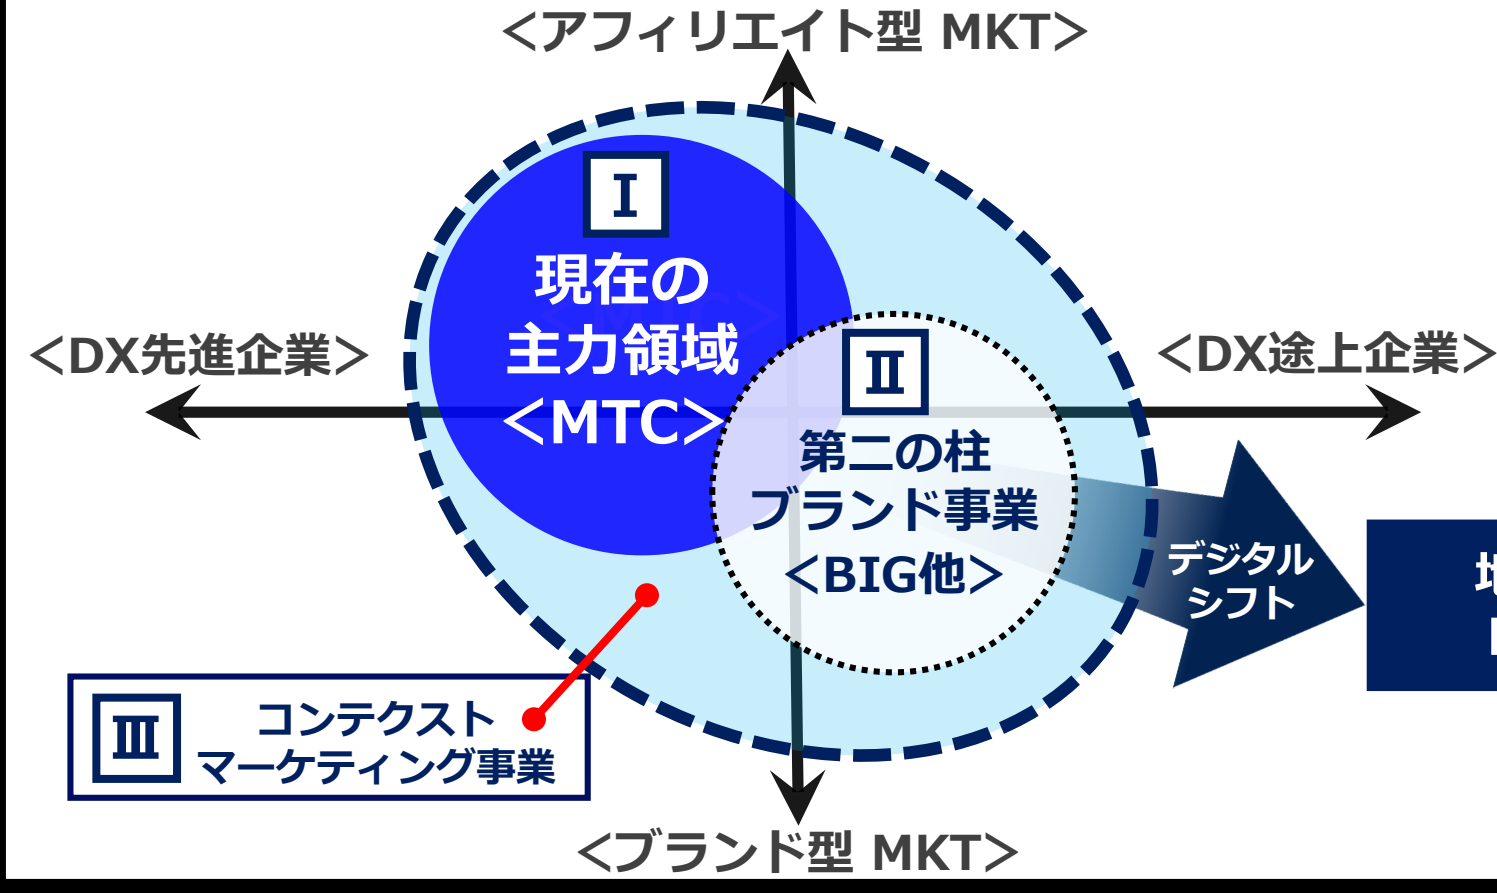 <アフィリエイト型 MKT>
I
現在の
主力領域
<MTC>
<DX先進企業>
<DX途上企業>
II
第二の柱
ブランド事業
<BIG他>
デジタル
シフト
III
コンテクスト
マーケティング事業
<ブランド型 MKT>